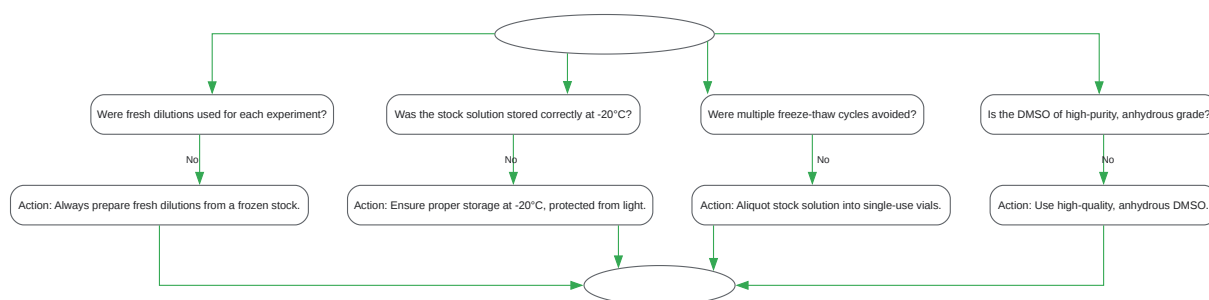 Were fresh dilutions used for each experiment?
Was the stock solution stored correctly at -20°C?
Were multiple freeze-thaw cycles avoided?
Is the DMSO of high-purity, anhydrous grade?
No
No
No
No
Action: Always prepare fresh dilutions from a frozen stock.
Action: Ensure proper storage at -20°C, protected from light.
Action: Aliquot stock solution into single-use vials.
Action: Use high-quality, anhydrous DMSO.